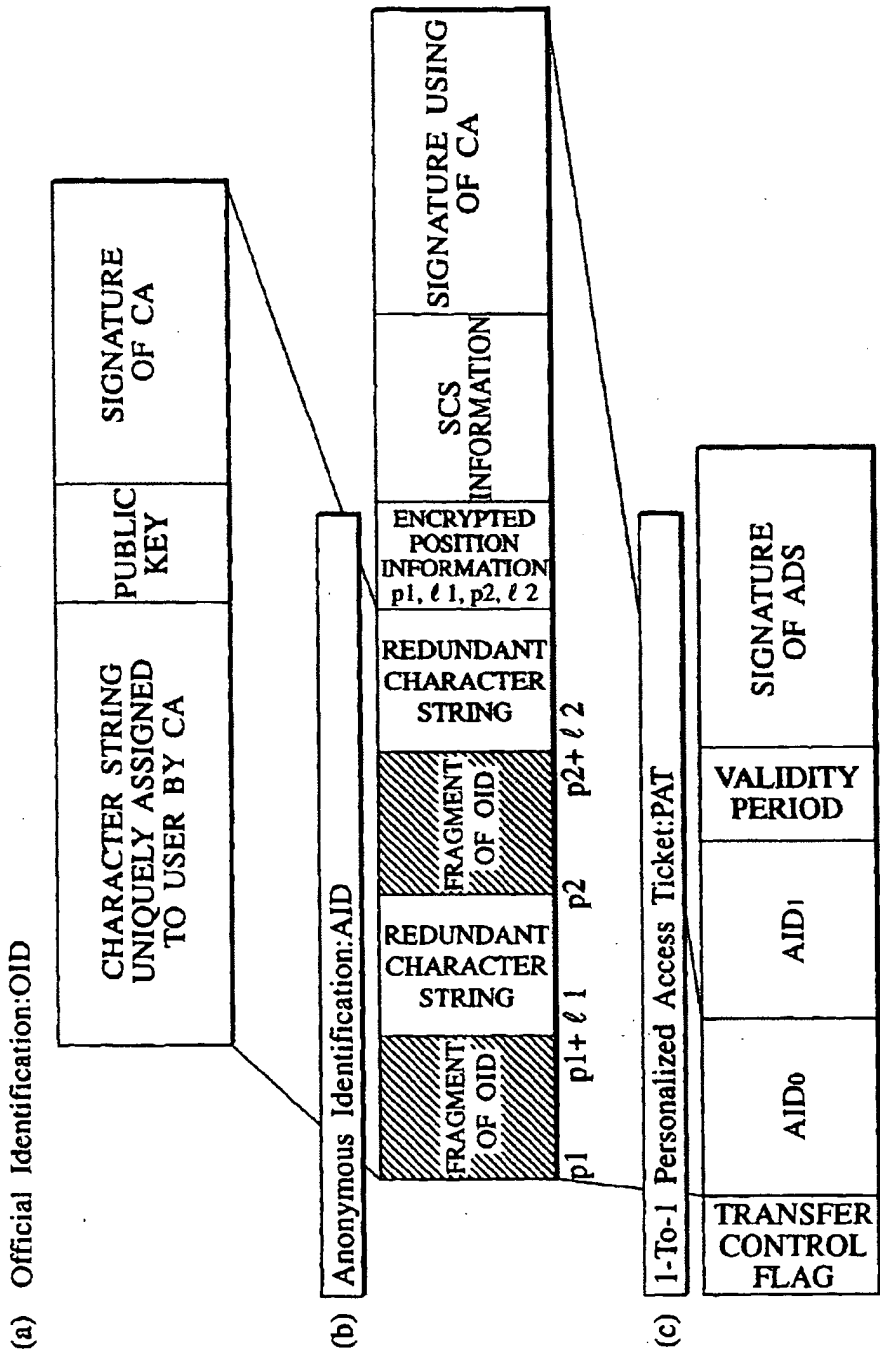 (a) Official Identification:OID
CHARACTER STRING
UNIQUELY ASSIGNED
TO USER BY CA
PUBLIC
KEY
SIGNATURE
OF CA
(b) Anonymous Identification:AID
FRAGMENT
OF OID
REDUNDANT
CHARACTER
STRING
FRAGMENT
OF OID
REDUNDANT
CHARACTER
STRING
ENCRYPTED
POSITION
INFORMATION
p1, ℓ 1, p2, ℓ 2
SCS
INFORMATION
SIGNATURE USING
OF CA
p1 p1+ ℓ 1 p2 p2+ ℓ 2
(c) 1-To-1 Personalized Access Ticket:PAT
TRANSFER
CONTROL
FLAG
AID0
AID1
VALIDITY
PERIOD
SIGNATURE
OF ADS